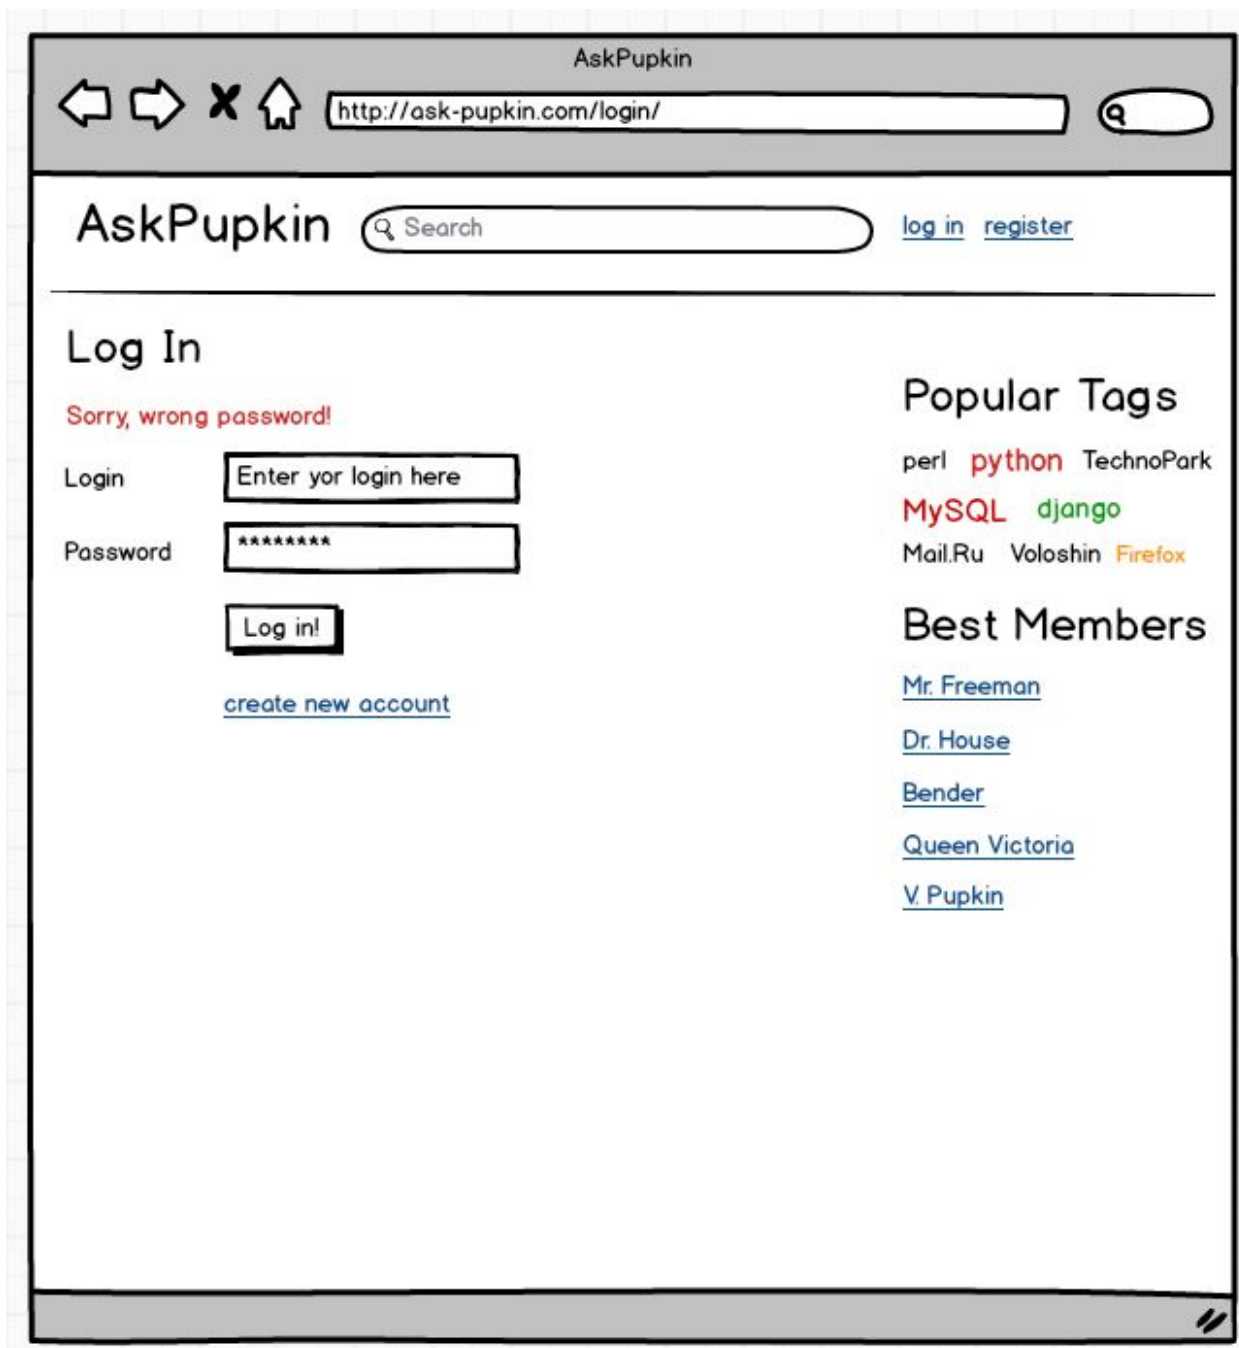 AskPupkin
http://ask-pupkin.com/login/
AskPupkin Search log in register
Log In
Sorry, wrong password!
Login Enter yor login here
Password ********
Log in!
create new account
Popular Tags
perl python TechnoPark
MySQL django
Mail.Ru Voloshin Firefox
Best Members
Mr. Freeman
Dr. House
Bender
Queen Victoria
V. Pupkin